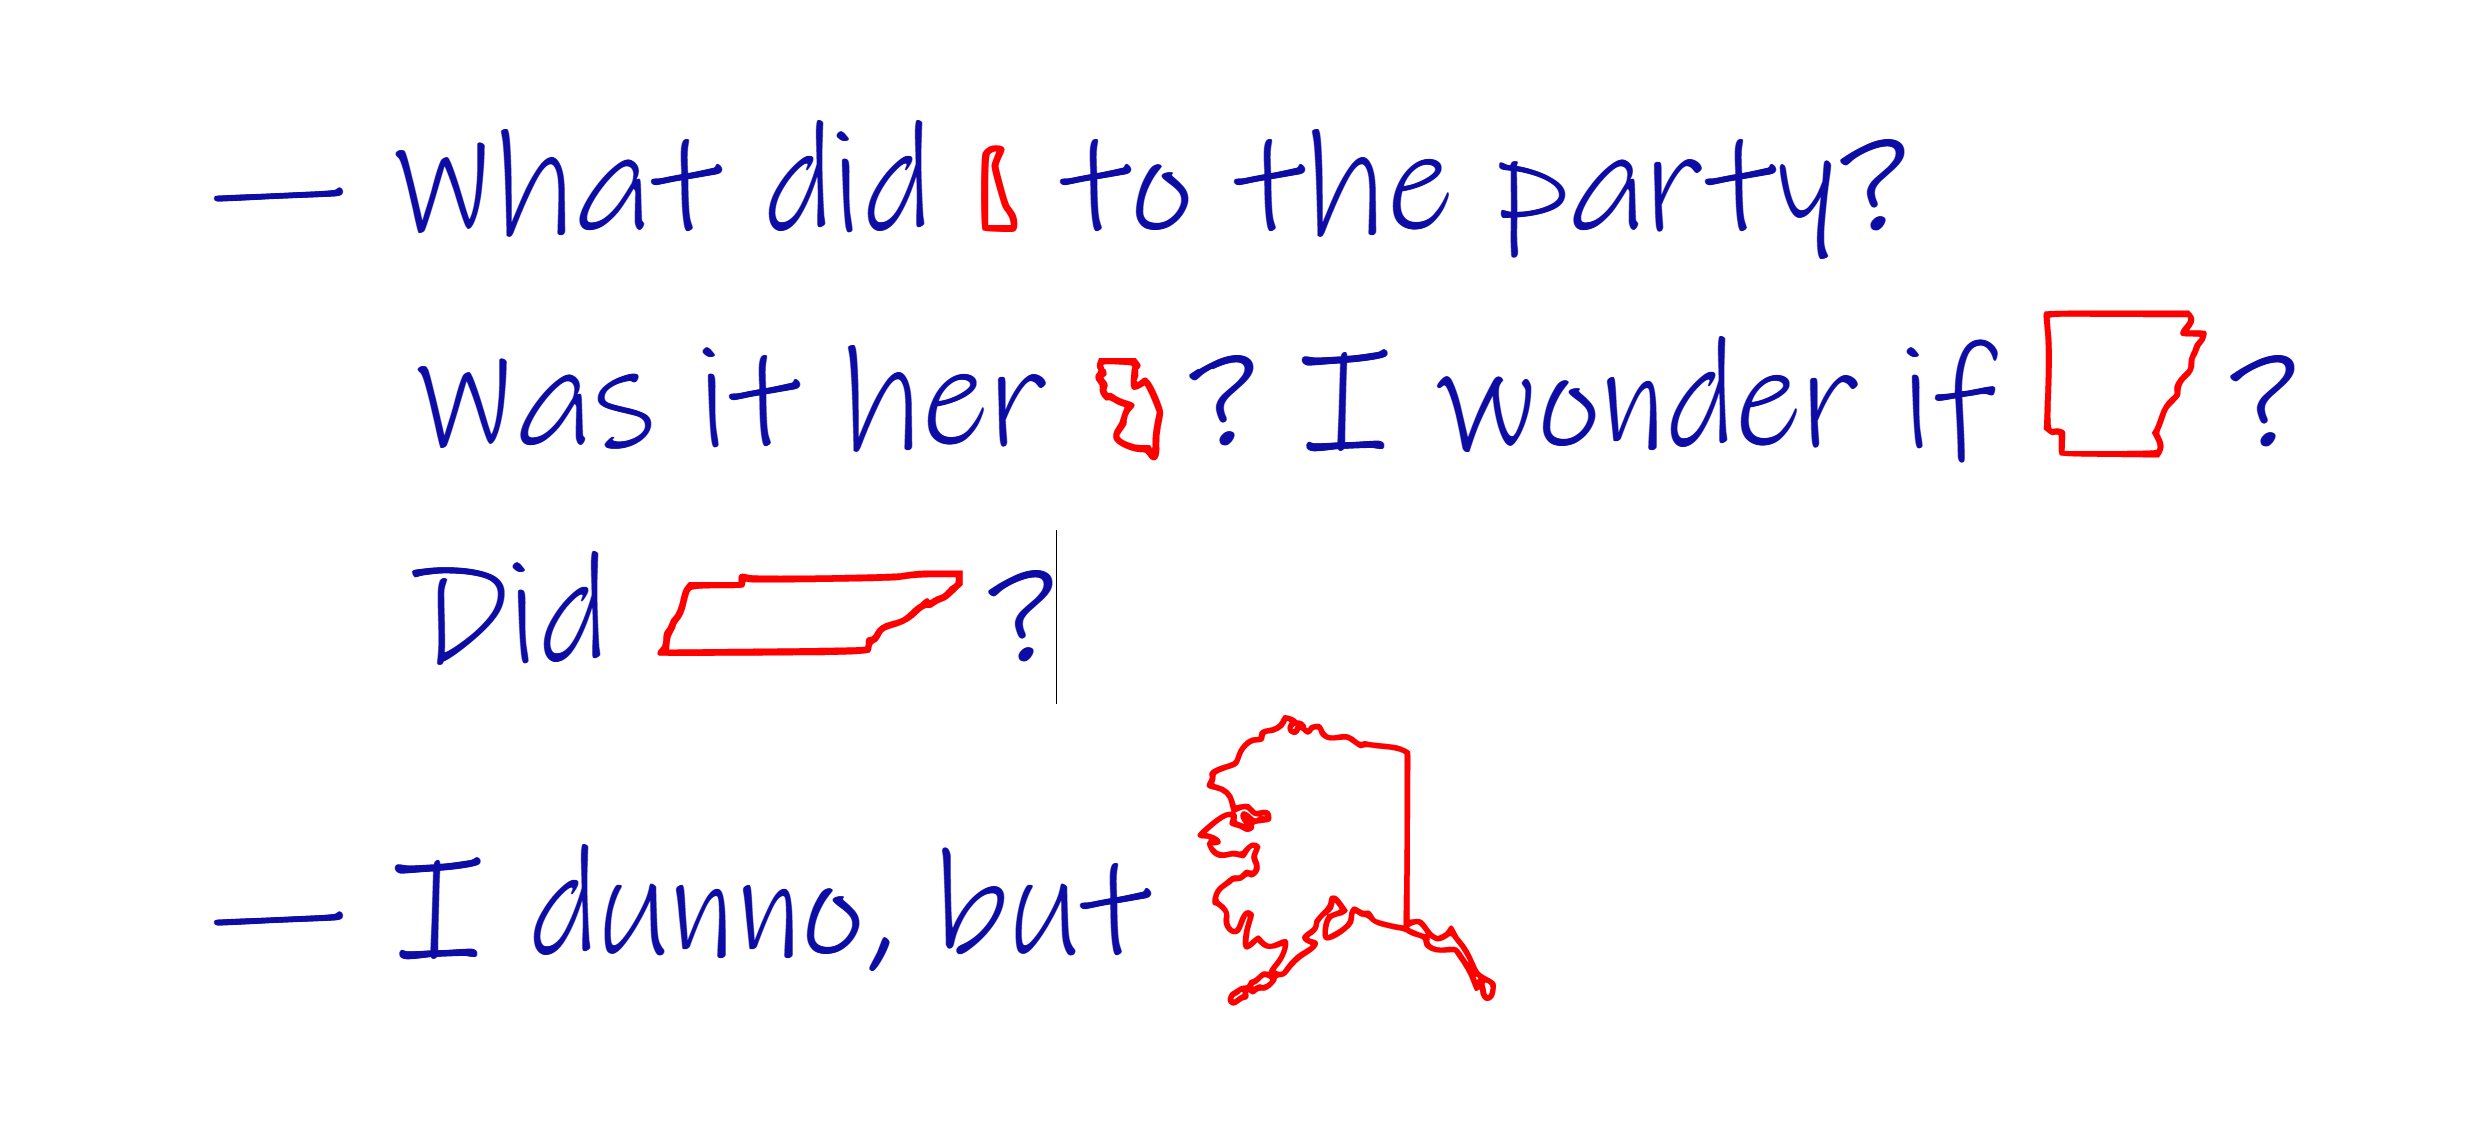 — What did to the party?
Was it her ? I wonder if ?
Did ?
— I dunno, but